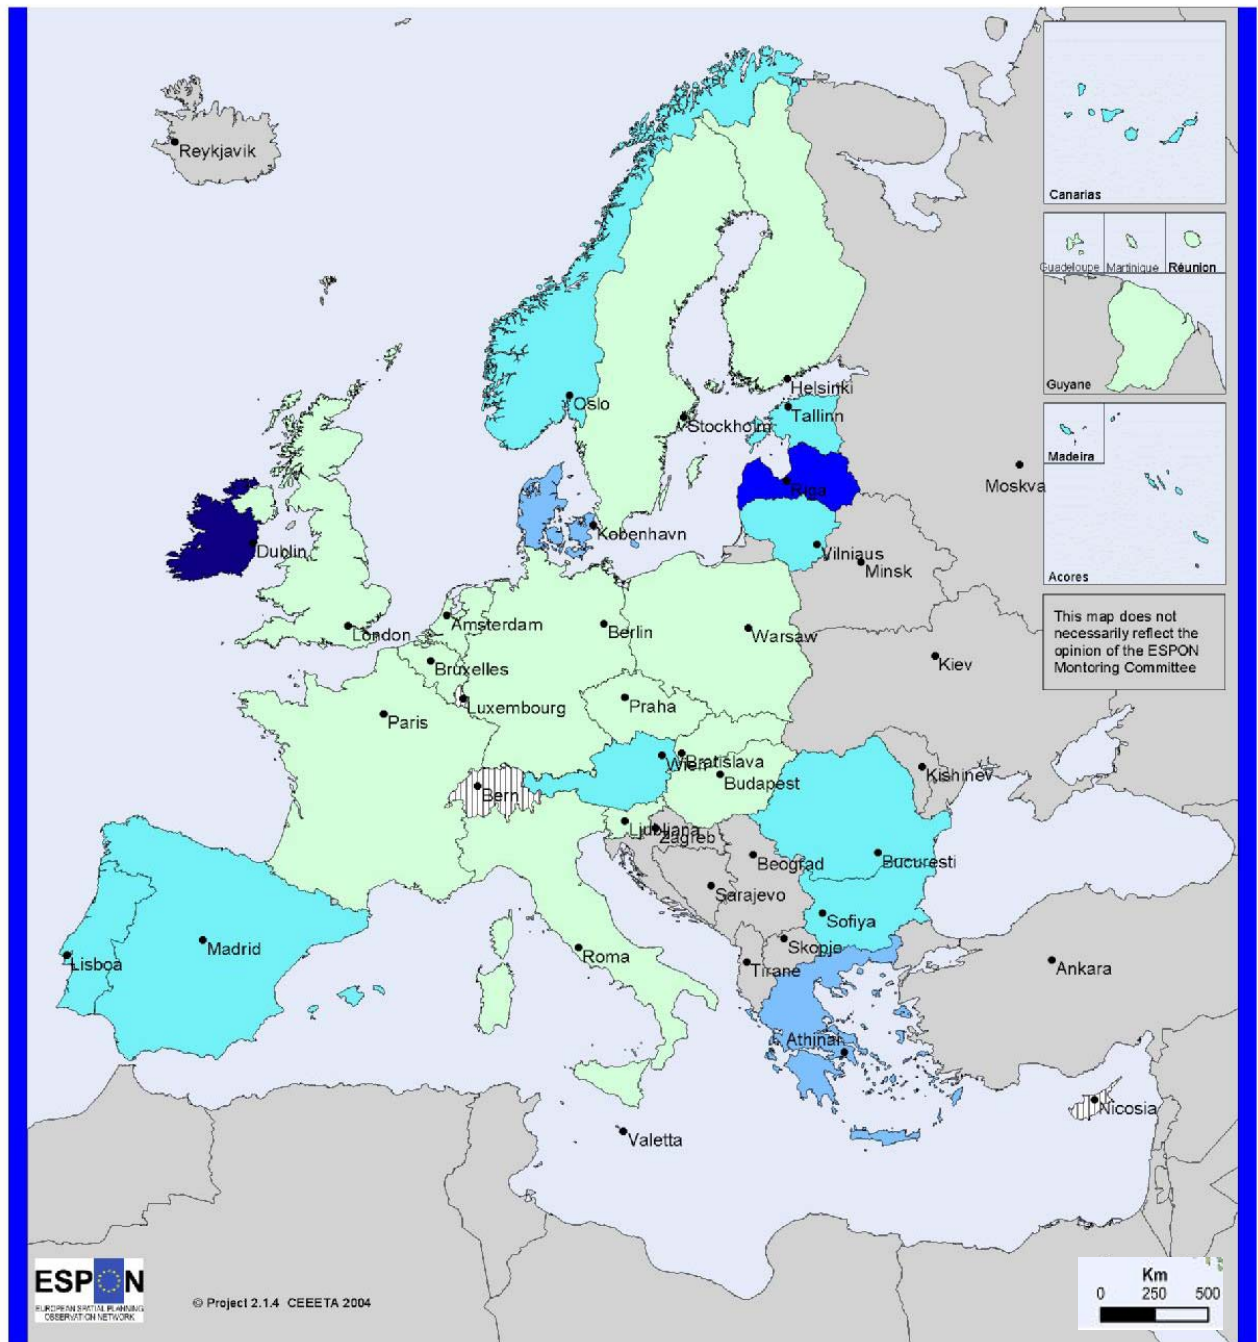 Canarias
Reykjavik
Guadeloupe
Martinique
Réunion
Guyane
Helsinki
Oslo
Tallinn
Stockholm
Madeira
Moskva
Riga
København
Dublin
Vilniaus
Minsk
Acores
This map does not
necessarily reflect the
opinion of the ESPON
Montoring Committee
London
Amsterdam
Berlin
Warsaw
Kiev
Bruxelles
Luxembourg
Praha
Paris
Wien
Bratislava
Budapest
Kishinev
Bern
Ljubljana
Zagreb
Beograd
Bucuresti
Sarajevo
Sofiya
Madrid
Lisboa
Roma
Skopje
Tirane
Ankara
Athinai
Nicosia
Valetta
ESPON
EUROPEAN SPATIAL PLANNING
OBSERVATION NETWORK
© Project 2.1.4 CEEETA 2004
Km
0 250 500